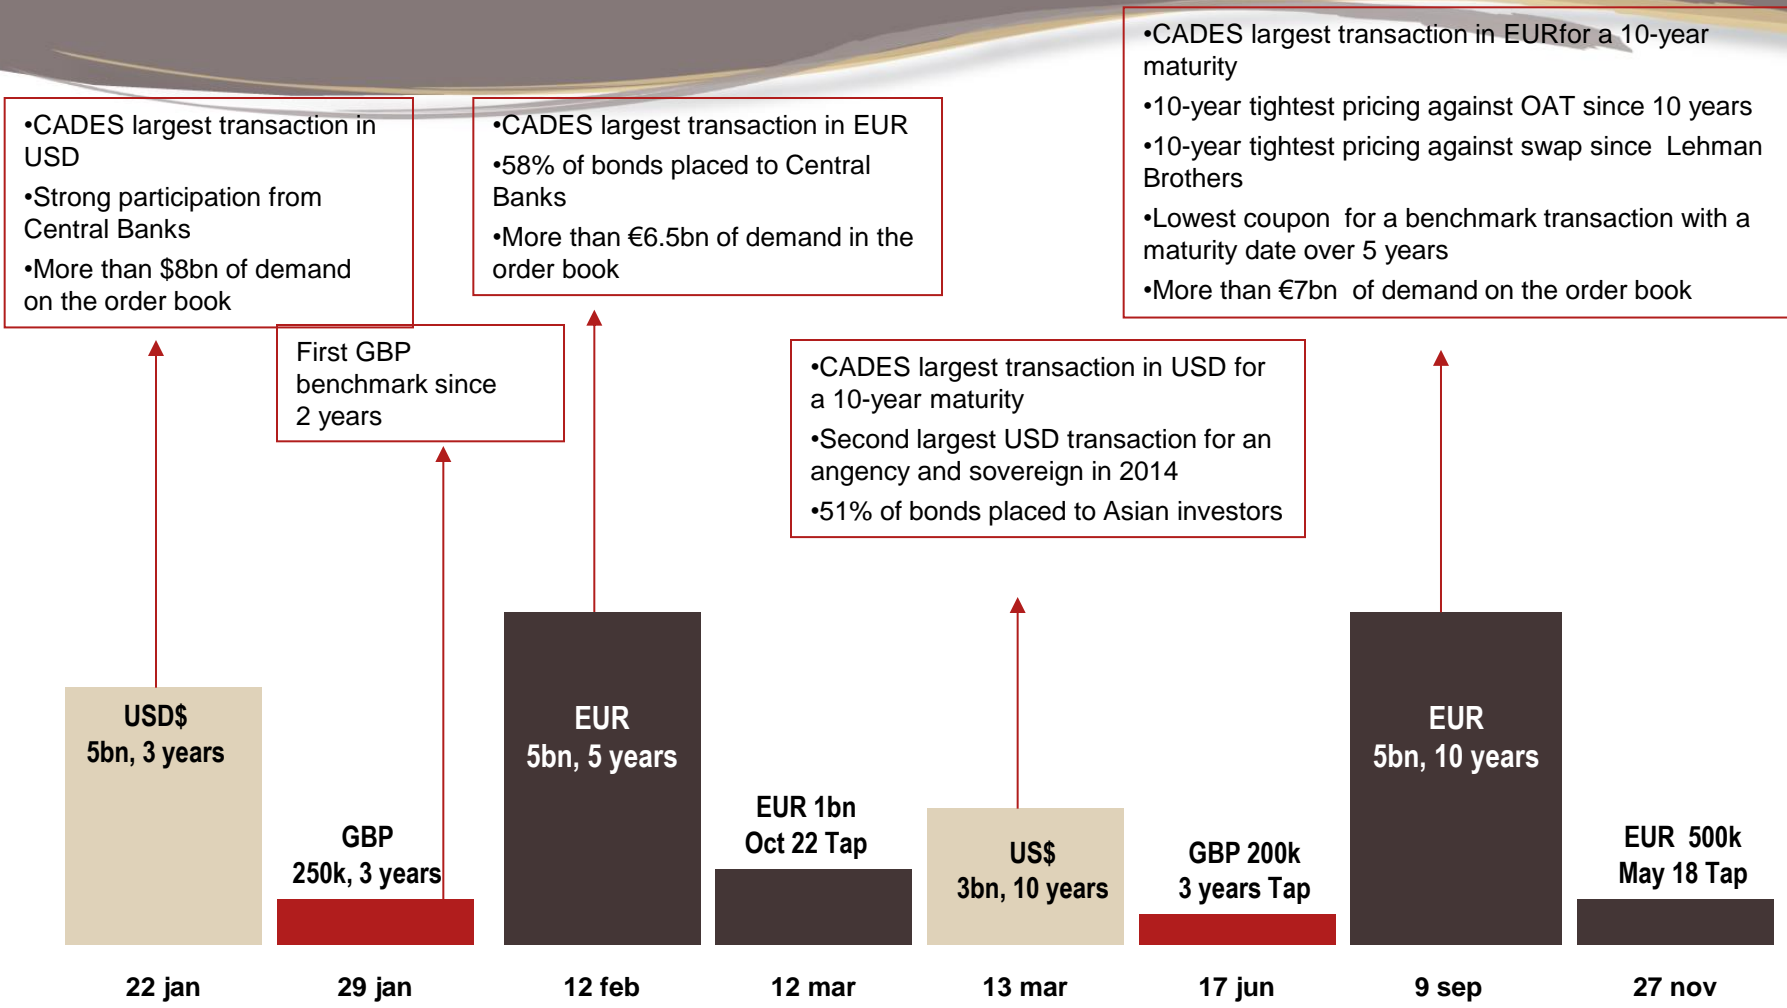 •CADES largest transaction in
USD
•Strong participation from
Central Banks
•More than $8bn of demand
on the order book
First GBP
benchmark since
2 years
•CADES largest transaction in EUR
•58% of bonds placed to Central
Banks
•More than €6.5bn of demand in the
order book
•CADES largest transaction in USD for
a 10-year maturity
•Second largest USD transaction for an
angency and sovereign in 2014
•51% of bonds placed to Asian investors
•CADES largest transaction in EURfor a 10-year
maturity
•10-year tightest pricing against OAT since 10 years
•10-year tightest pricing against swap since  Lehman
Brothers
•Lowest coupon  for a benchmark transaction with a
maturity date over 5 years
•More than €7bn  of demand on the order book
USD$
5bn, 3 years
GBP
250k, 3 years
EUR
5bn, 5 years
EUR 1bn
Oct 22 Tap
US$
3bn, 10 years
GBP 200k
3 years Tap
EUR
5bn, 10 years
EUR  500k
May 18 Tap
22 jan
29 jan
12 feb
12 mar
13 mar
17 jun
9 sep
27 nov